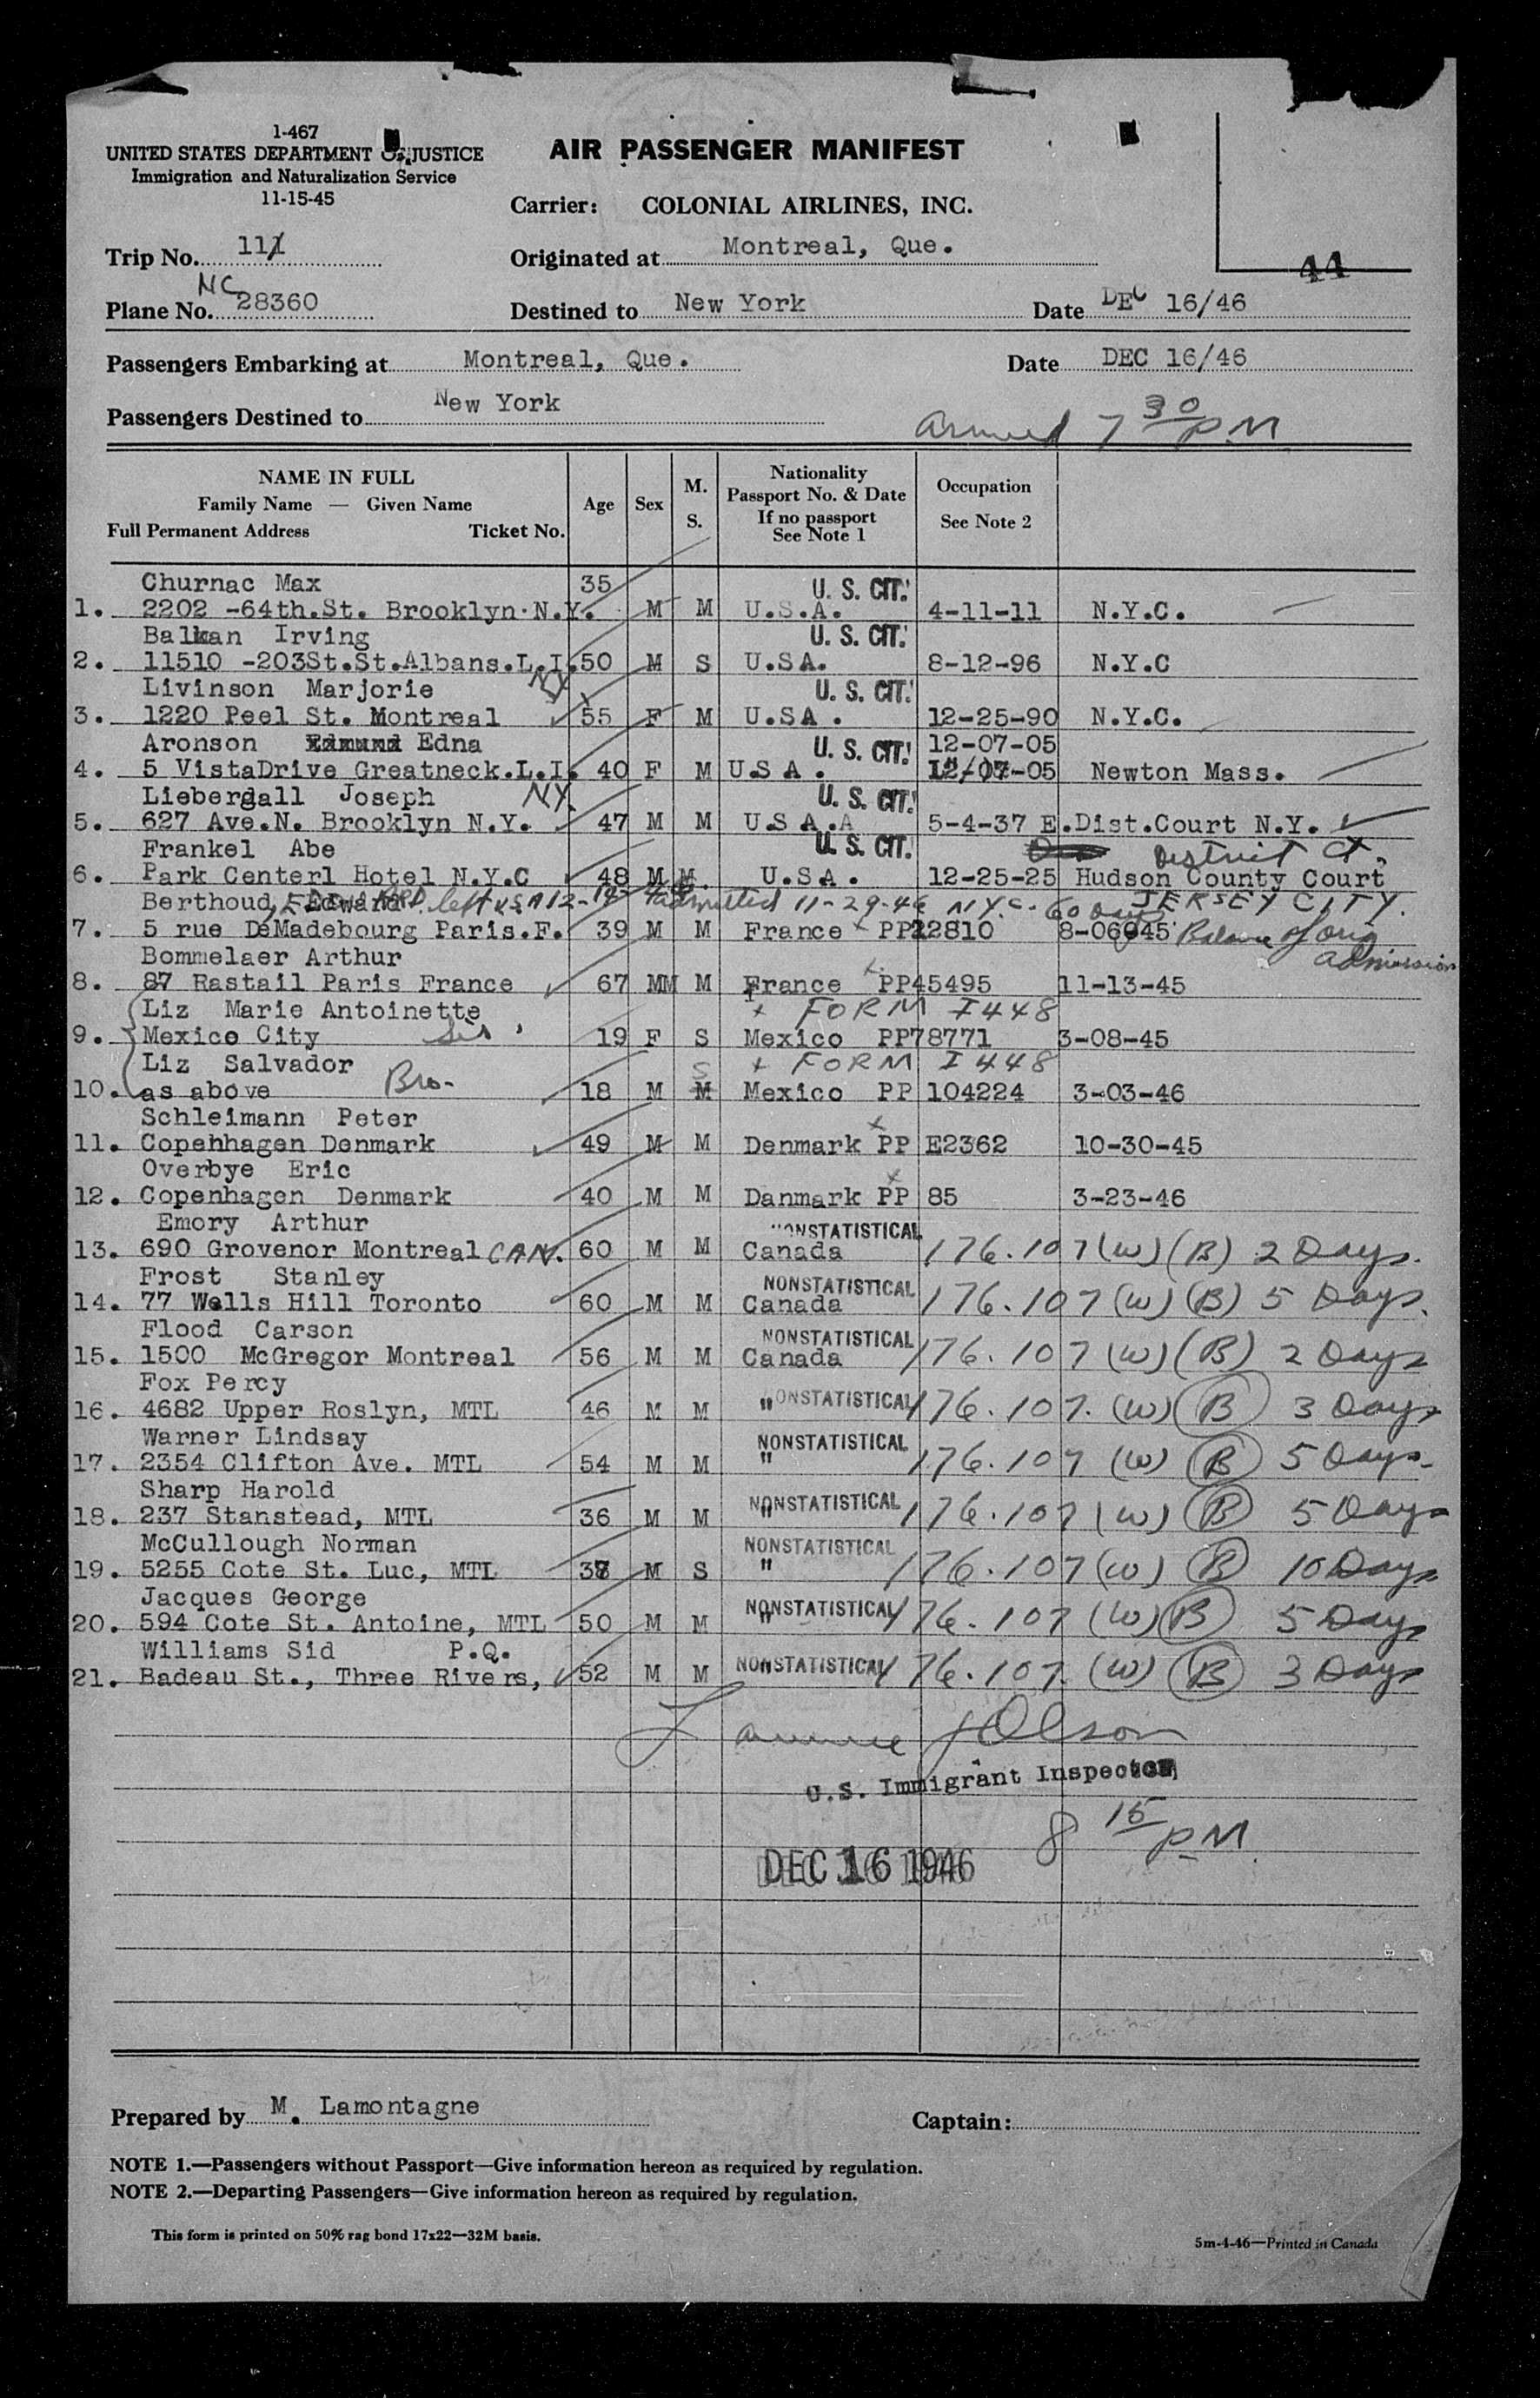 1-467
UNITED STATES DEPARTMENT OF JUSTICE
Immigration and Naturalization Service
11-15-45
AIR PASSENGER MANIFEST
Carrier: COLONIAL AIRLINES, INC.
Trip No. 111
Originated at Montreal, Que.
44
Plane No. NC 28360
Destined to New York
Date DEC 16/46
Passengers Embarking at Montreal, Que.
Date DEC 16/46
Passengers Destined to New York
Arrived 7 30 P.M.
NAME IN FULL
Family Name — Given Name
Full Permanent Address Ticket No.
Age
Sex
M.
S.
Nationality
Passport No. & Date
If no passport
See Note 1
Occupation
See Note 2
Churnac Max 35 U. S. CIT.
1. 2202 -64th.St. Brooklyn N.Y. M M U.S.A. 4-11-11 N.Y.C.
Balkan Irving U. S. CIT.
2. 11510 -203St.St.Albans.L.I. 50 M S U.SA. 8-12-96 N.Y.C
NY
Livinson Marjorie U. S. CIT.
3. 1220 Peel St. Montreal 55 F M U.SA . 12-25-90 N.Y.C.
Aronson Edmund Edna U. S. CIT. 12-07-05
4. 5 VistaDrive Greatneck.L.I. 40 F M U.S A . 12/07-05 Newton Mass.
Liebergall Joseph NY. U. S. CIT.
5. 627 Ave.N. Brooklyn N.Y. 47 M M U.S A.A 5-4-37 E.Dist.Court N.Y.
Frankel Abe U. S. CIT. District Ct.
6. Park Centerl Hotel N.Y.C 48 M M. U.S.A. 12-25-25 Hudson County Court
JERSEY CITY.
Berthoud, Edward left USA 12-12-46 admitted 11-29-46 N.Y.C. 60 Days
7. 5 rue DeMadebourg Paris.F. 39 M M France PP12810 8-06045 Balance of orig admission
Bommelaer Arthur
8. 87 Rastail Paris France 67 MM M France PP45495 11-13-45
Liz Marie Antoinette + FORM I448
9. Mexico City Sis. 19 F S Mexico PP78771 3-08-45
Liz Salvador S + FORM I448
10. as above Bro- 18 M M Mexico PP 104224 3-03-46
Schleimann Peter
11. Copenhagen Denmark 49 M M Denmark PP E2362 10-30-45
Overbye Eric
12. Copenhagen Denmark 40 M M Danmark PP 85 3-23-46
Emory Arthur NONSTATISTICAL
13. 690 Grovenor Montreal CAN. 60 M M Canada 176.107 (W) (B) 2 Days.
Frost Stanley NONSTATISTICAL
14. 77 Wells Hill Toronto 60 M M Canada 176.107 (W) (B) 5 Days.
Flood Carson NONSTATISTICAL
15. 1500 McGregor Montreal 56 M M Canada 176.107 (W) (B) 2 Days
Fox Percy NONSTATISTICAL
16. 4682 Upper Roslyn, MTL 46 M M " 176.107. (W) B 3 Days
Warner Lindsay NONSTATISTICAL
17. 2354 Clifton Ave. MTL 54 M M " 176.107 (W) B 5 Days
Sharp Harold NONSTATISTICAL
18. 237 Stanstead, MTL 36 M M " 176.107 (W) B 5 Days
McCullough Norman NONSTATISTICAL
19. 5255 Cote St. Luc, MTL 38 M S " 176.107 (W) B 10 Days
Jacques George NONSTATISTICAL
20. 594 Cote St. Antoine, MTL 50 M M " 176.107 (W) B 5 Days
Williams Sid P.Q. NONSTATISTICAL
21. Badeau St., Three Rivers, 52 M M " 176.107. (W) B 3 Days
Olson
U.S. Immigrant Inspector
8 15 P.M.
DEC 16 1946
Prepared by M. Lamontagne
Captain:
NOTE 1.—Passengers without Passport—Give information hereon as required by regulation.
NOTE 2.—Departing Passengers—Give information hereon as required by regulation.
This form is printed on 50% rag bond 17x22—32M basis.
5m-4-46—Printed in Canada